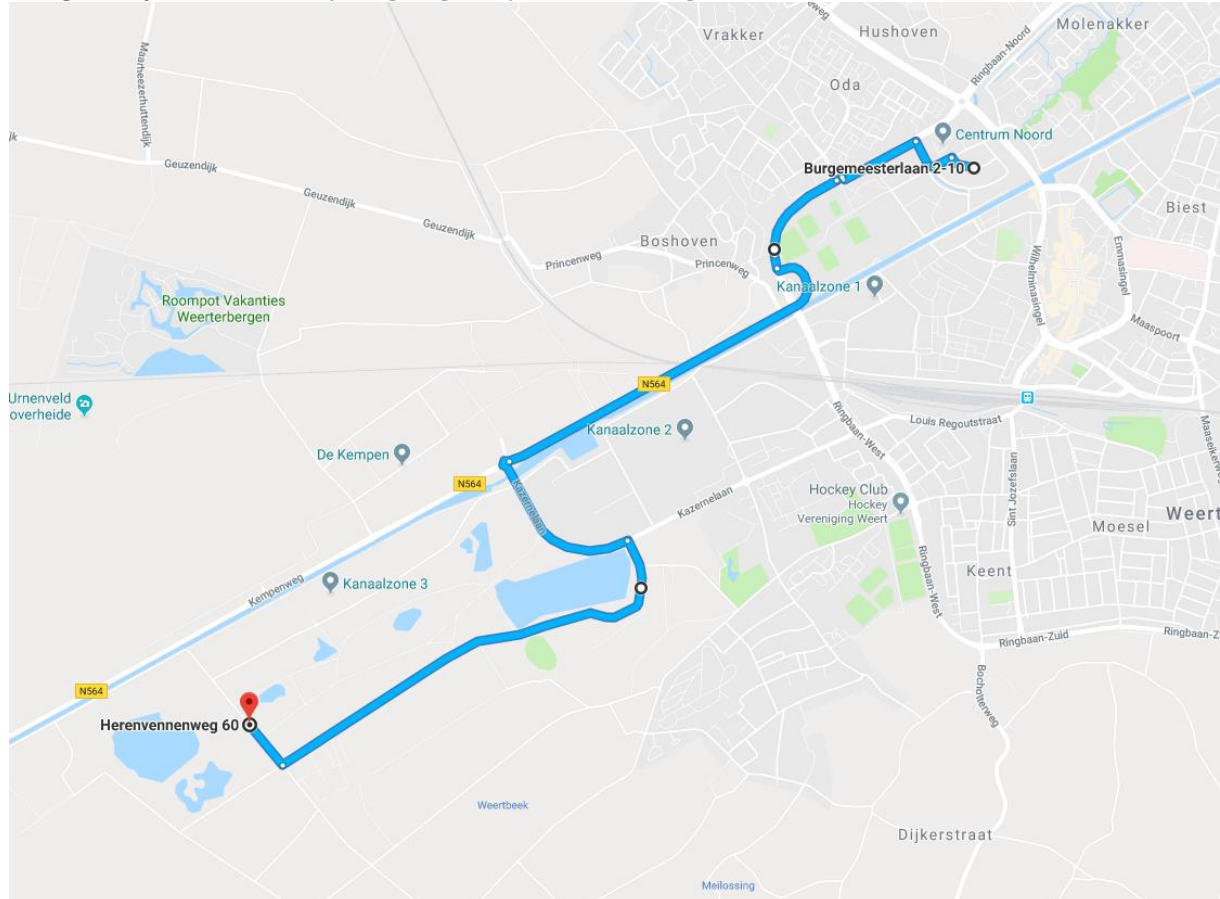 Vrakker
Hushoven
Molenakker
Ringbaan-Noord
Oda
Maarheezerhuttendijk
Centrum Noord
Geuzendijk
Burgemeesterlaan 2-10
Geuzendijk
Biest
Geuzendijk
Boshoven
Princenweg
Princenweg
Wilhelminasingel
Emmasingel
Kanaalzone 1
Roompot Vakanties
Weerterbergen
Maaspoort
N564
Urnenveld
overheide
Louis Regoutstraat
Ringbaan-West
Kanaalzone 2
Maaseikerweg
De Kempen
N564
Kazernelaan
Kazernelaan
Hockey Club
Hockey
Vereniging Weert
Sint Jozefslaan
Weert
Moesel
Kempenweg
Kanaalzone 3
Ringbaan-West
Keent
Ringbaan-Zuid
Ringbaan-Z
N564
Bocholterweg
Herenvennenweg 60
Weertbeek
Dijkerstraat
Meilossing